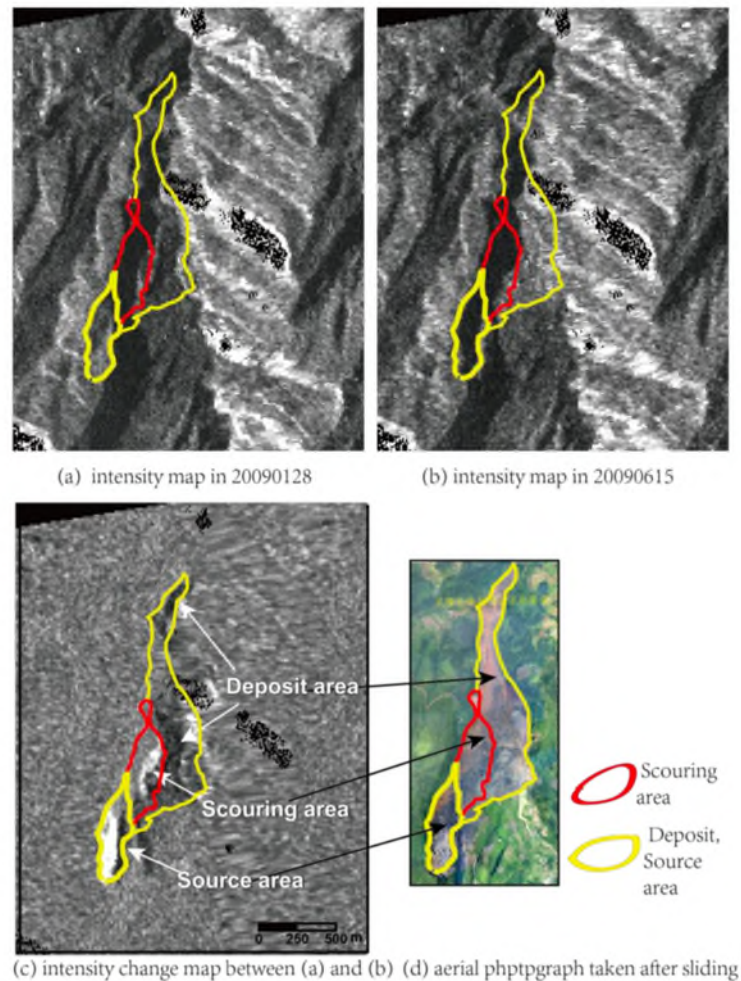 (a) intensity map in 20090128
(b) intensity map in 20090615
Deposit area
Scouring area
Source area
0 250 500 m
Scouring
area
Deposit,
Source
area
(c) intensity change map between (a) and (b)
(d) aerial phptpgraph taken after sliding